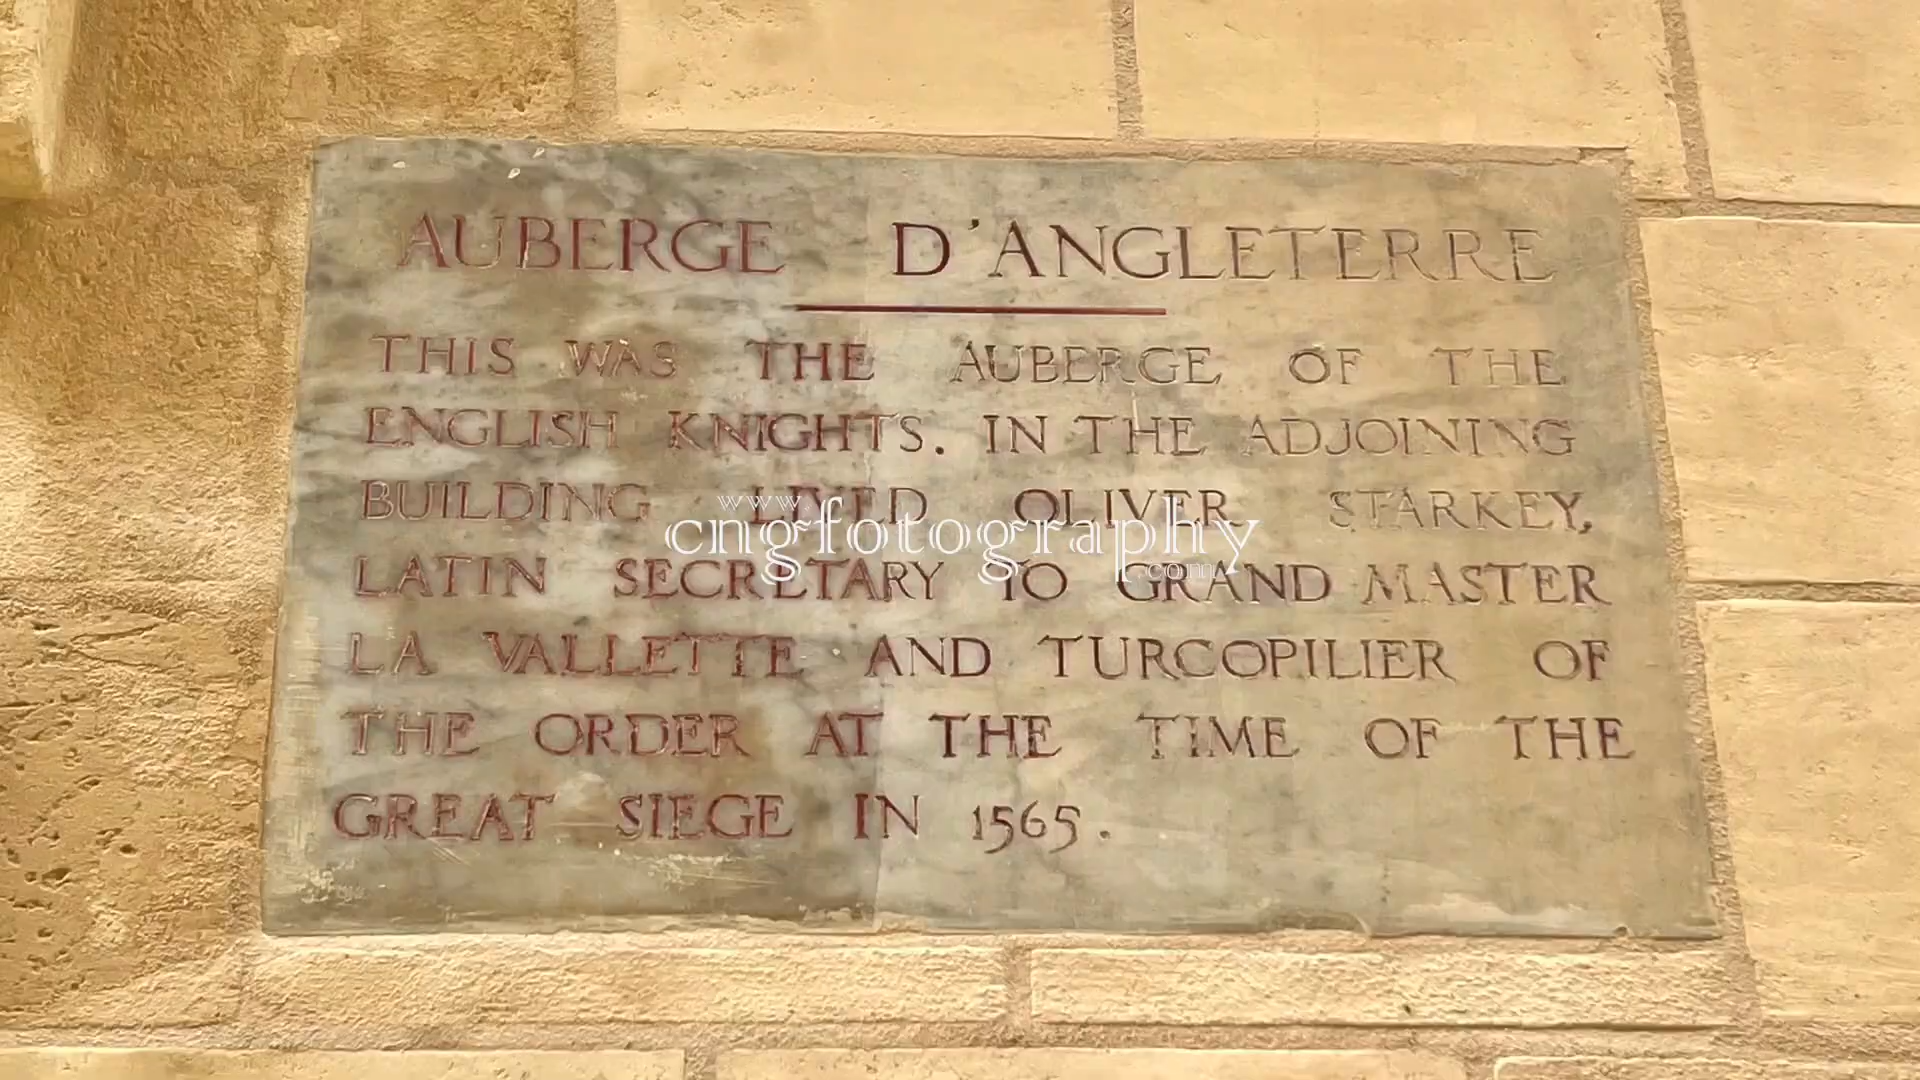 AUBERGE D'ANGLETERRE
THIS WAS THE AUBERGE OF THE
ENGLISH KNIGHTS. IN THE ADJOINING
BUILDING LIVED OLIVER STARKEY,
www.
cngfotography
.com
LATIN SECRETARY TO GRAND MASTER
LA VALLETTE AND TURCOPILIER OF
THE ORDER AT THE TIME OF THE
GREAT SIEGE IN 1565.